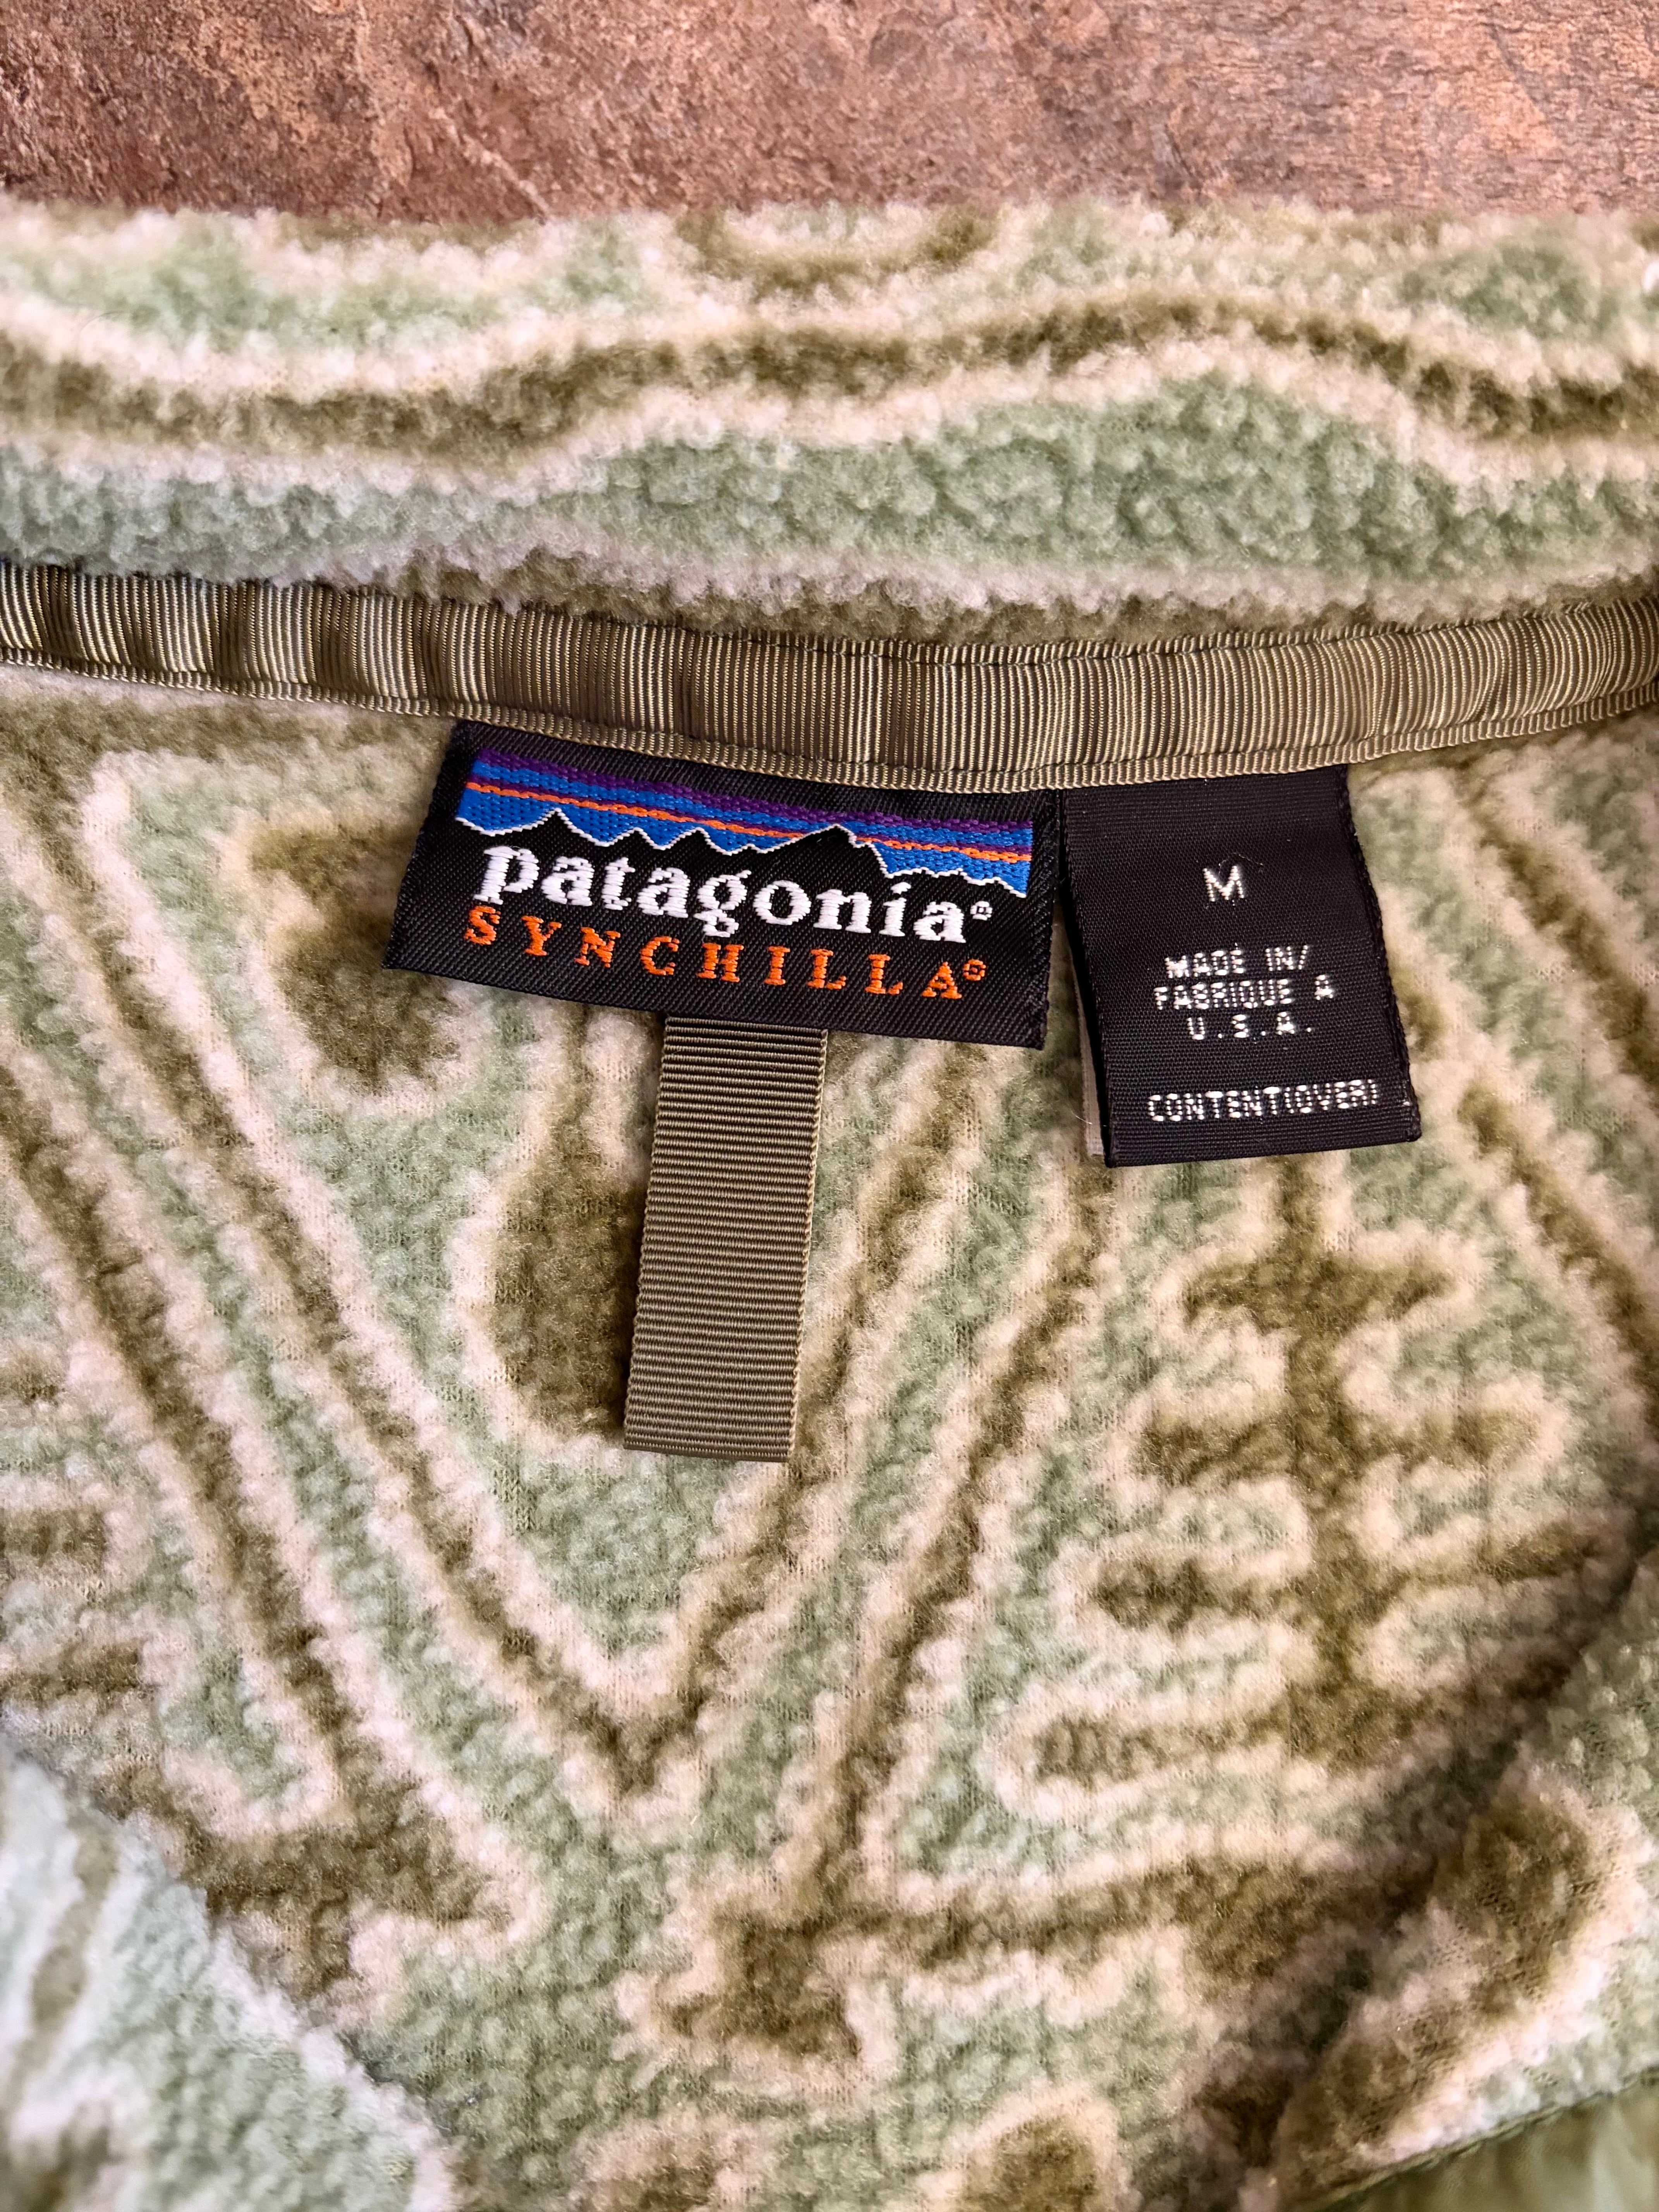 patagonia®
SYNCHILLA®
M
MADE IN/
FABRIQUE A
U.S.A.
CONTENT(OVER)